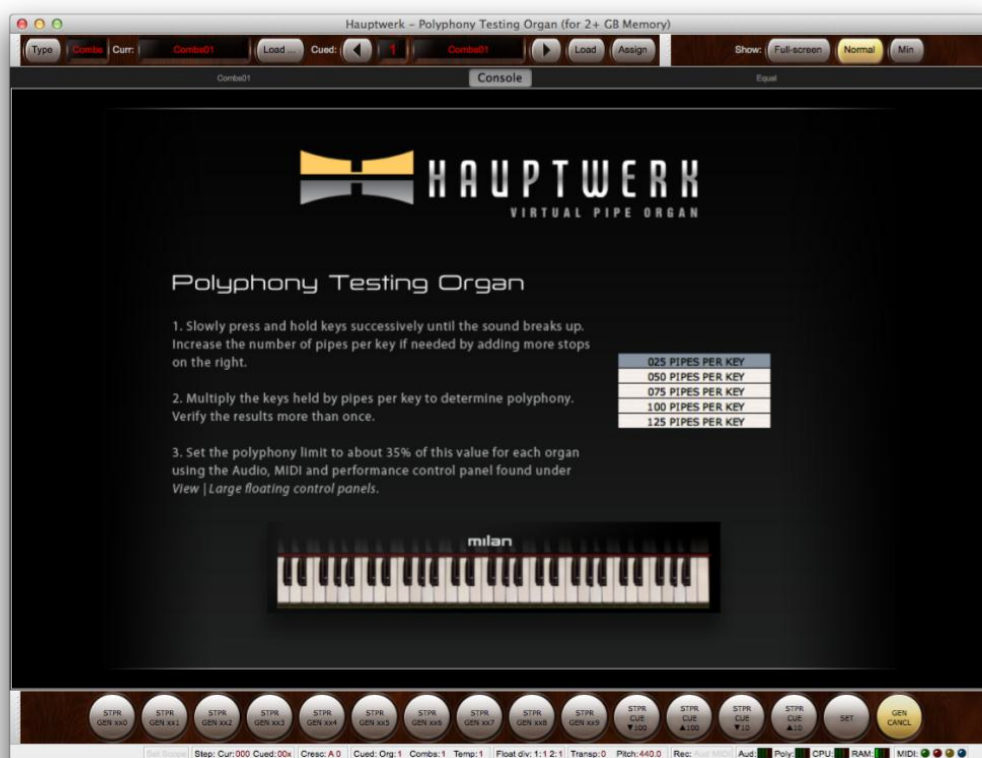 Hauptwerk – Polyphony Testing Organ (for 2+ GB Memory)
Type Combs Curr: Combs01 Load ... Cued: 1 Combs01 Load Assign Show: Full-screen Normal Min
Combs01 Console Equal
HAUPTWERK
VIRTUAL PIPE ORGAN
Polyphony Testing Organ
1. Slowly press and hold keys successively until the sound breaks up.
Increase the number of pipes per key if needed by adding more stops
on the right.
2. Multiply the keys held by pipes per key to determine polyphony.
Verify the results more than once.
3. Set the polyphony limit to about 35% of this value for each organ
using the Audio, MIDI and performance control panel found under
View | Large floating control panels.
025 PIPES PER KEY
050 PIPES PER KEY
075 PIPES PER KEY
100 PIPES PER KEY
125 PIPES PER KEY
milan
STPR GEN xx0
STPR GEN xx1
STPR GEN xx2
STPR GEN xx3
STPR GEN xx4
STPR GEN xx5
STPR GEN xx6
STPR GEN xx7
STPR GEN xx8
STPR GEN xx9
STPR CUE ▼100
STPR CUE ▲100
STPR CUE ▼10
STPR CUE ▲10
SET
GEN CANCL
Set Scope Step: Cur:000 Cued:00x Cresc: A 0 Cued: Org:1 Combs:1 Temp:1 Float div: 1:1 2:1 Transp:0 Pitch:440.0 Rec: Aud MIDI Aud: Poly: CPU: RAM: MIDI: